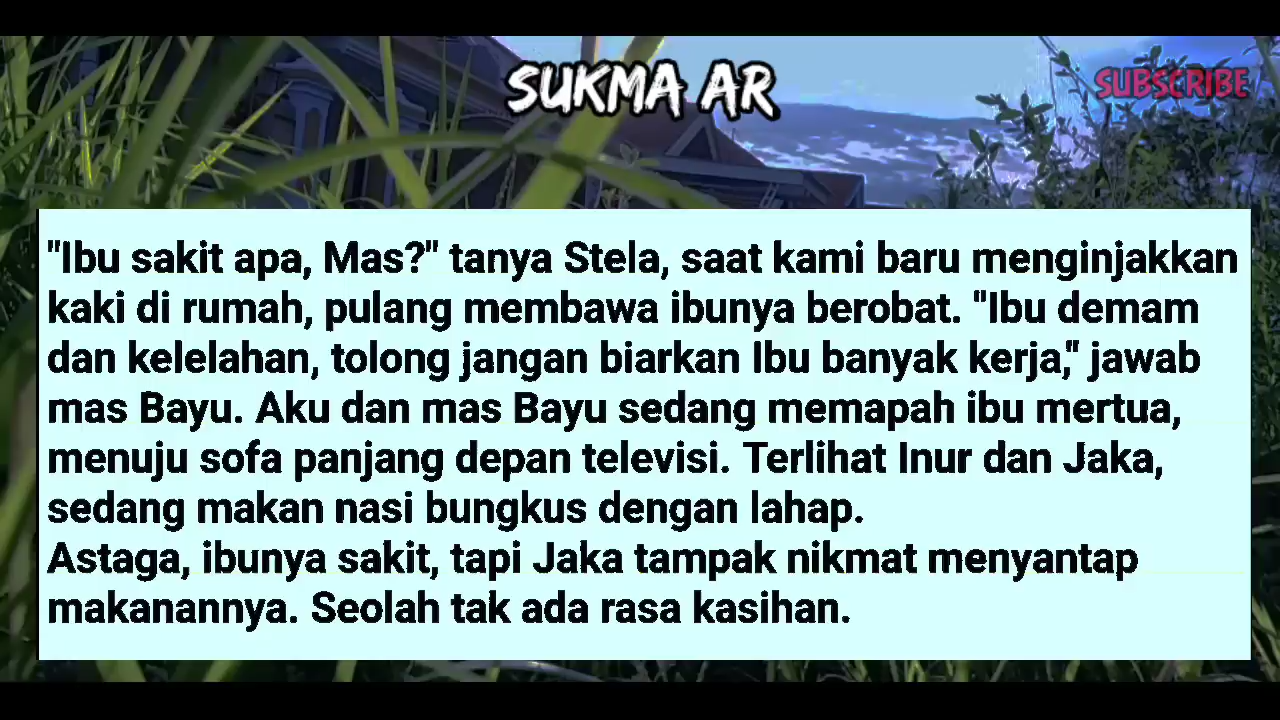 SUKMA AR
SUBSCRIBE
"Ibu sakit apa, Mas?" tanya Stela, saat kami baru menginjakkan
kaki di rumah, pulang membawa ibunya berobat. "Ibu demam
dan kelelahan, tolong jangan biarkan Ibu banyak kerja," jawab
mas Bayu. Aku dan mas Bayu sedang memapah ibu mertua,
menuju sofa panjang depan televisi. Terlihat Inur dan Jaka,
sedang makan nasi bungkus dengan lahap.
Astaga, ibunya sakit, tapi Jaka tampak nikmat menyantap
makanannya. Seolah tak ada rasa kasihan.